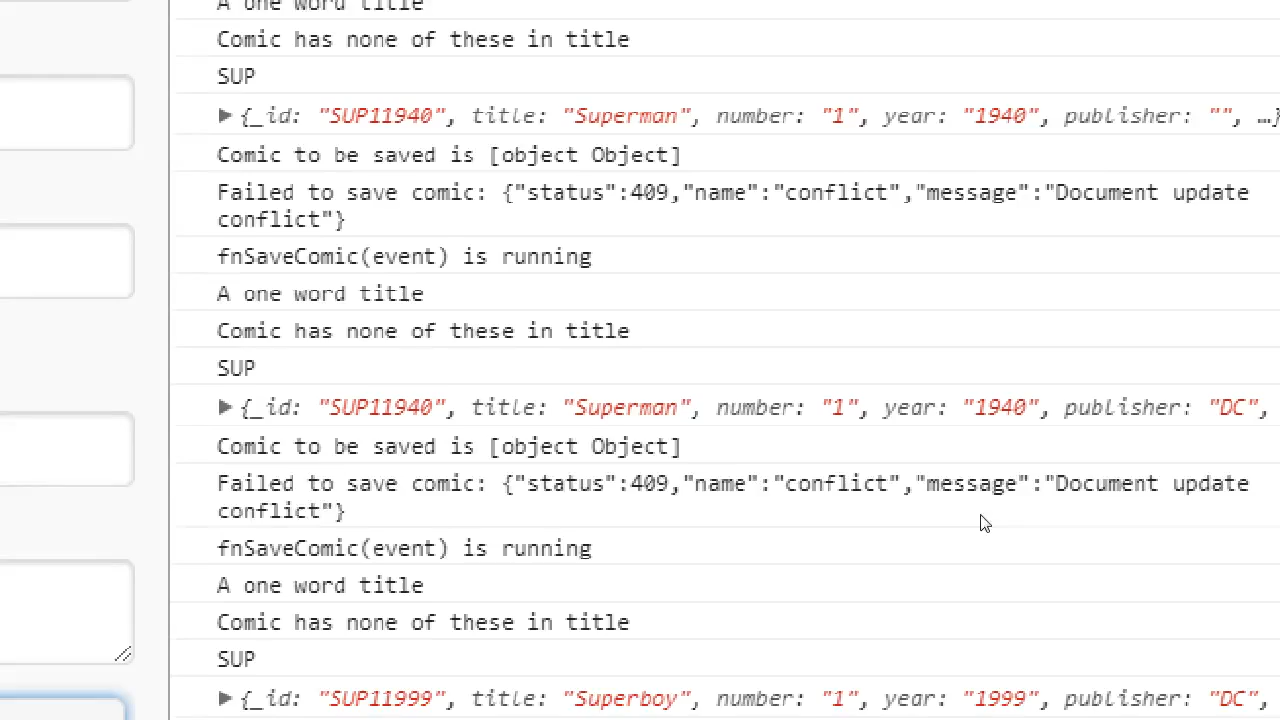 A one word title
Comic has none of these in title
SUP
▶ {_id: "SUP11940", title: "Superman", number: "1", year: "1940", publisher: "", …}
Comic to be saved is [object Object]
Failed to save comic: {"status":409,"name":"conflict","message":"Document update
conflict"}
fnSaveComic(event) is running
A one word title
Comic has none of these in title
SUP
▶ {_id: "SUP11940", title: "Superman", number: "1", year: "1940", publisher: "DC",
Comic to be saved is [object Object]
Failed to save comic: {"status":409,"name":"conflict","message":"Document update
conflict"}
fnSaveComic(event) is running
A one word title
Comic has none of these in title
SUP
▶ {_id: "SUP11999", title: "Superboy", number: "1", year: "1999", publisher: "DC",